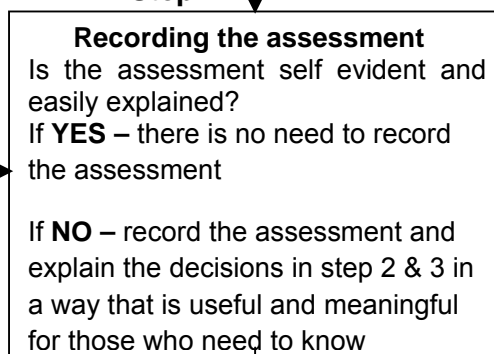 Recording the assessment
Is the assessment self evident and
easily explained?
If YES – there is no need to record
the assessment
If NO – record the assessment and
explain the decisions in step 2 & 3 in
a way that is useful and meaningful
for those who need to know